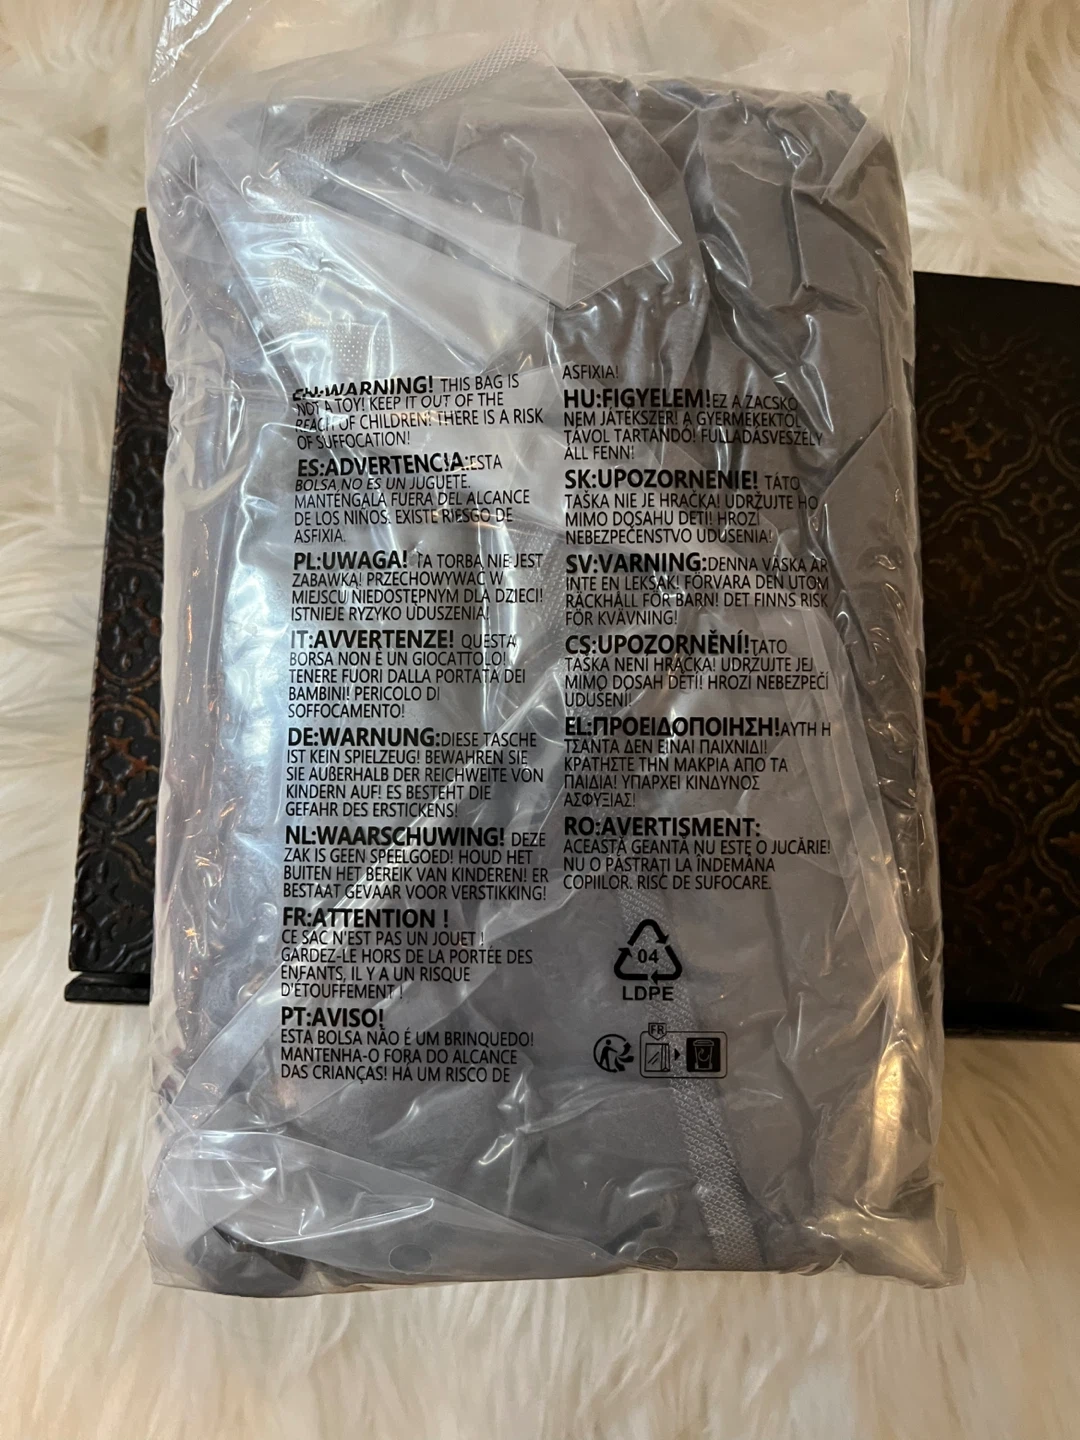 EN:WARNING! THIS BAG IS
NOT A TOY! KEEP IT OUT OF THE
REACH OF CHILDREN! THERE IS A RISK
OF SUFFOCATION!
ES:ADVERTENCIA:ESTA
BOLSA NO ES UN JUGUETE.
MANTÉNGALA FUERA DEL ALCANCE
DE LOS NIÑOS. EXISTE RIESGO DE
ASFIXIA.
PL:UWAGA! TA TORBA NIE JEST
ZABAWKĄ! PRZECHOWYWAĆ W
MIEJSCU NIEDOSTĘPNYM DLA DZIECI!
ISTNIEJE RYZYKO UDUSZENIA!
IT:AVVERTENZE! QUESTA
BORSA NON È UN GIOCATTOLO!
TENERE FUORI DALLA PORTATA DEI
BAMBINI! PERICOLO DI
SOFFOCAMENTO!
DE:WARNUNG:DIESE TASCHE
IST KEIN SPIELZEUG! BEWAHREN SIE
SIE AUßERHALB DER REICHWEITE VON
KINDERN AUF! ES BESTEHT DIE
GEFAHR DES ERSTICKENS!
NL:WAARSCHUWING! DEZE
ZAK IS GEEN SPEELGOED! HOUD HET
BUITEN HET BEREIK VAN KINDEREN! ER
BESTAAT GEVAAR VOOR VERSTIKKING!
FR:ATTENTION !
CE SAC N'EST PAS UN JOUET !
GARDEZ-LE HORS DE LA PORTÉE DES
ENFANTS, IL Y A UN RISQUE
D'ÉTOUFFEMENT !
PT:AVISO!
ESTA BOLSA NÃO É UM BRINQUEDO!
MANTENHA-O FORA DO ALCANCE
DAS CRIANÇAS! HÁ UM RISCO DE
ASFIXIA!
HU:FIGYELEM!EZ A ZACSKÓ
NEM JÁTÉKSZER! A GYERMEKEKTŐL
TÁVOL TARTANDÓ! FULLADÁSVESZÉLY
ÁLL FENN!
SK:UPOZORNENIE! TÁTO
TAŠKA NIE JE HRAČKA! UDRŽUJTE HO
MIMO DOSAHU DETÍ! HROZÍ
NEBEZPEČENSTVO UDUSENIA!
SV:VARNING:DENNA VÄSKA ÄR
INTE EN LEKSAK! FÖRVARA DEN UTOM
RÄCKHÅLL FÖR BARN! DET FINNS RISK
FÖR KVÄVNING!
CS:UPOZORNĚNÍ!TATO
TAŠKA NENÍ HRAČKA! UDRZUJTE JEJ
MIMO DOSAH DĚTÍ! HROZÍ NEBEZPEČÍ
UDUŠENÍ!
EL:ΠΡΟΕΙΔΟΠΟΙΗΣΗ!ΑΥΤΗ Η
ΤΣΑΝΤΑ ΔΕΝ ΕΙΝΑΙ ΠΑΙΧΝΙΔΙ!
ΚΡΑΤΗΣΤΕ ΤΗΝ ΜΑΚΡΙΑ ΑΠΟ ΤΑ
ΠΑΙΔΙΑ! ΥΠΑΡΧΕΙ ΚΙΝΔΥΝΟΣ
ΑΣΦΥΞΙΑΣ!
RO:AVERTISMENT:
ACEASTĂ GEANTĂ NU ESTE O JUCĂRIE!
NU O PĂSTRAȚI LA ÎNDEMÂNA
COPIILOR. RISC DE SUFOCARE.
04
LDPE
FR